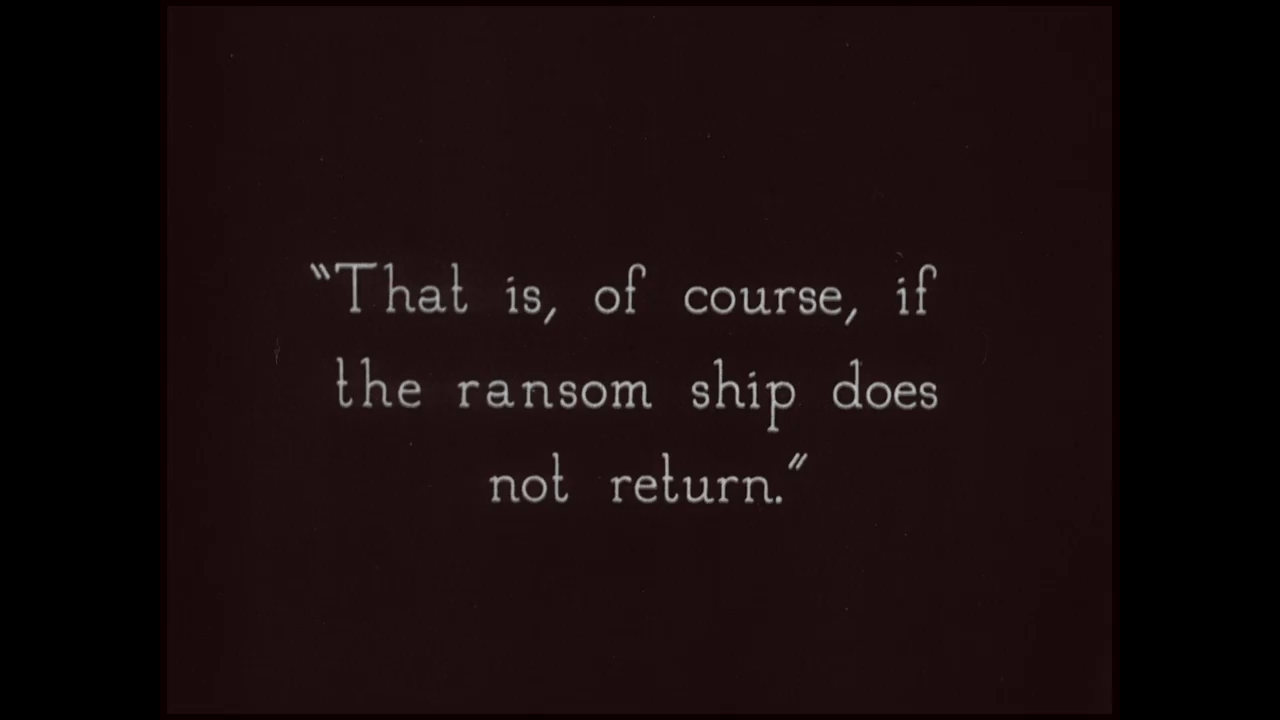 “That is, of course, if
the ransom ship does
not return.”